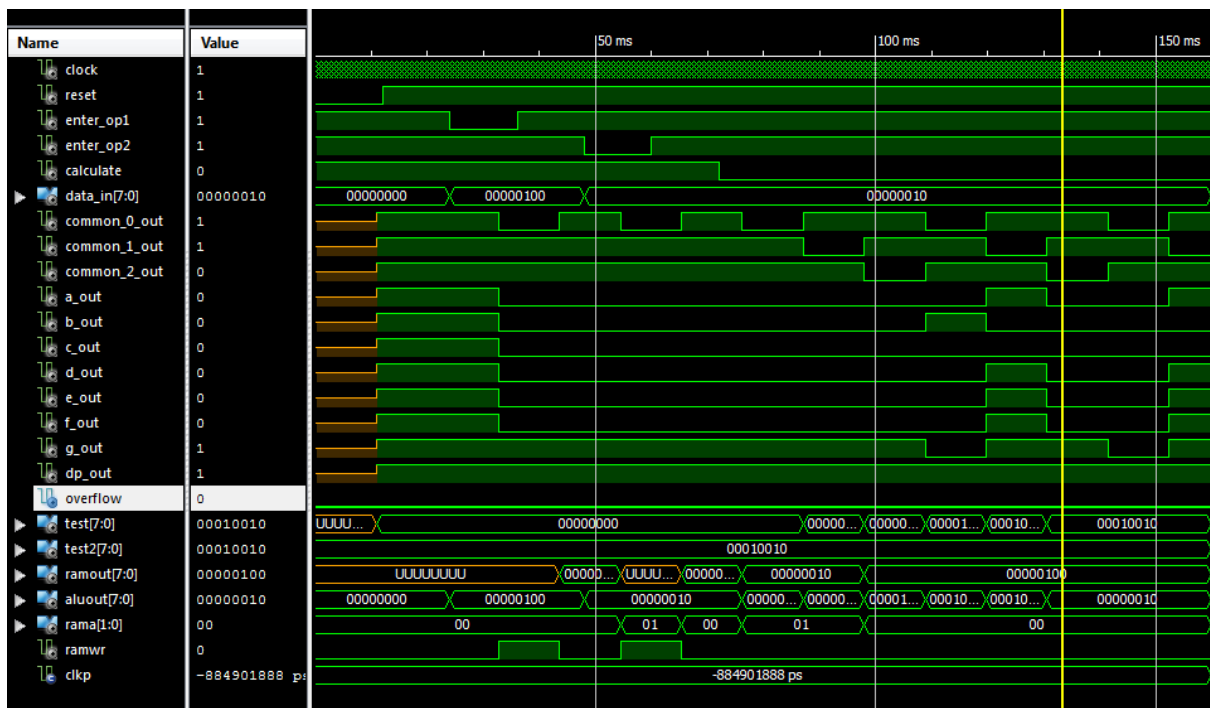 Name Value 50 ms 100 ms 150 ms
clock 1
reset 1
enter_op1 1
enter_op2 1
calculate 0
data_in[7:0] 00000010 00000000 00000100 00000010
common_0_out 1
common_1_out 1
common_2_out 0
a_out 0
b_out 0
c_out 0
d_out 0
e_out 0
f_out 0
g_out 1
dp_out 1
overflow 0
test[7:0] 00010010 UUUU... 00000000 00000... 00000... 00001... 00010... 00010010
test2[7:0] 00010010 00010010
ramout[7:0] 00000100 UUUUUUUU 00000... UUUU... 00000... 00000010 00000100
aluout[7:0] 00000010 00000000 00000100 00000010 00000... 00000... 00001... 00010... 00010... 00000010
rama[1:0] 00 00 01 00 01 00
ramwr 0
clkp -884901888 ps -884901888 ps